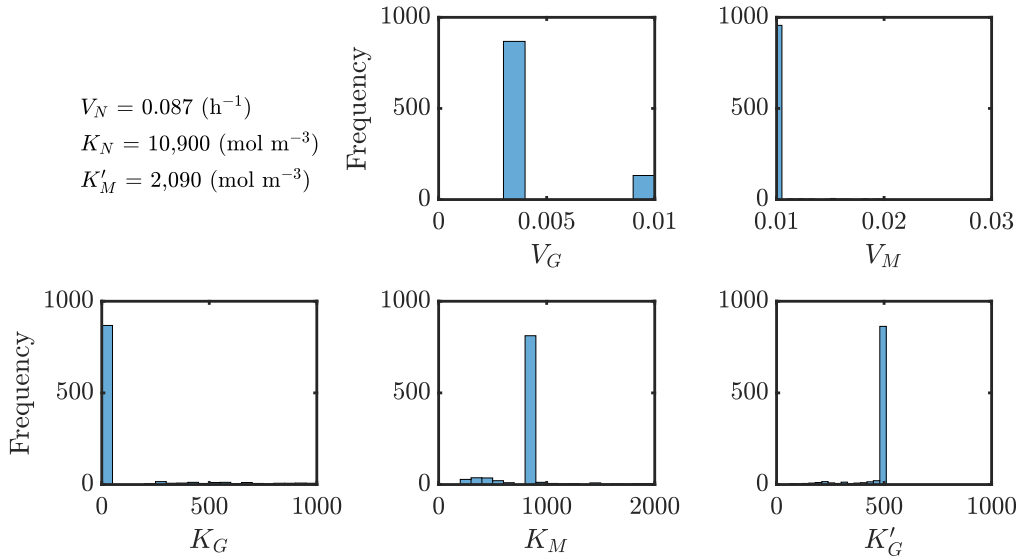 V_N = 0.087 (h⁻¹)
K_N = 10,900 (mol m⁻³)
K′_M = 2,090 (mol m⁻³)
1000
500
0
Frequency
0 0.005 0.01
V_G
1000
500
0
0.01 0.02 0.03
V_M
1000
500
0
Frequency
0 500 1000
K_G
1000
500
0
0 1000 2000
K_M
1000
500
0
0 500 1000
K′_G